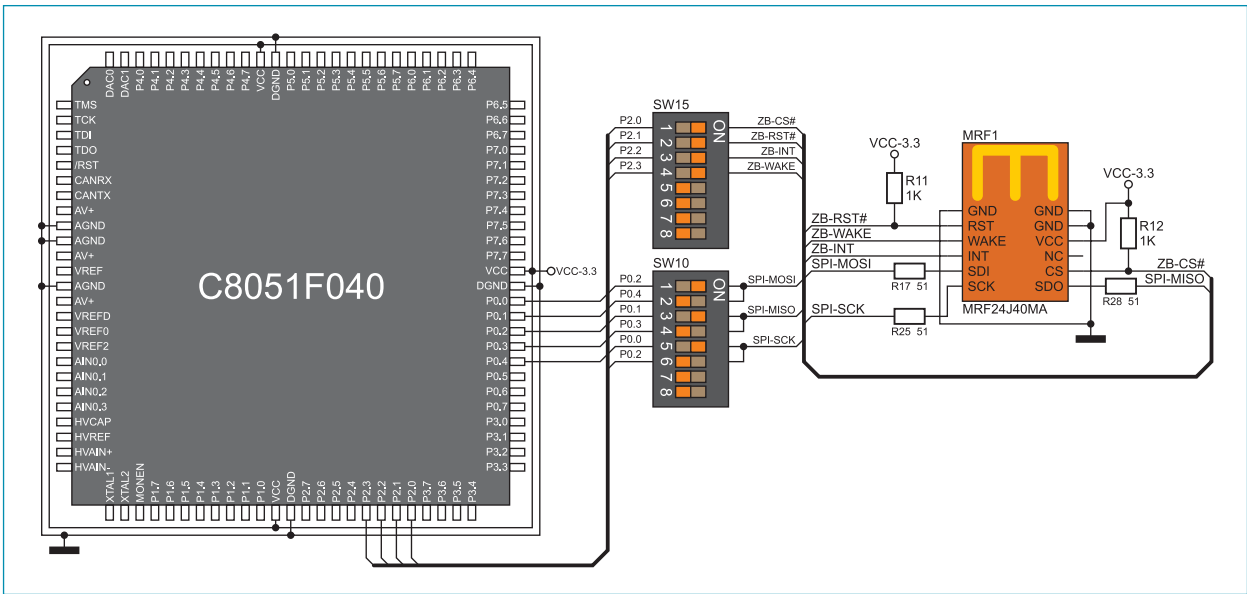 DAC0
DAC1
P4.0
P4.1
P4.2
P4.3
P4.4
P4.5
P4.6
P4.7
VCC
DGND
P5.0
P5.1
P5.2
P5.3
P5.4
P5.5
P5.6
P5.7
P6.0
P6.1
P6.2
P6.3
P6.4
TMS
TCK
TDI
TDO
/RST
CANRX
CANTX
AV+
AGND
AGND
AV+
VREF
AGND
AV+
VREFD
VREF0
VREF2
AIN0.0
AIN0.1
AIN0.2
AIN0.3
HVCAP
HVREF
HVAIN+
HVAIN-
C8051F040
P6.5
P6.6
P6.7
P7.0
P7.1
P7.2
P7.3
P7.4
P7.5
P7.6
P7.7
VCC
DGND
P0.0
P0.1
P0.2
P0.3
P0.4
P0.5
P0.6
P0.7
P3.0
P3.1
P3.2
P3.3
XTAL1
XTAL2
MONEN
P1.7
P1.6
P1.5
P1.4
P1.3
P1.2
P1.1
P1.0
VCC
DGND
P2.7
P2.6
P2.5
P2.4
P2.3
P2.2
P2.1
P2.0
P3.7
P3.6
P3.5
P3.4
VCC-3.3
SW15
P2.0
P2.1
P2.2
P2.3
1
2
3
4
5
6
7
8
ON
ZB-CS#
ZB-RST#
ZB-INT
ZB-WAKE
SW10
P0.2
P0.4
P0.1
P0.3
P0.0
P0.2
1
2
3
4
5
6
7
8
ON
SPI-MOSI
SPI-MISO
SPI-SCK
VCC-3.3
R11
1K
ZB-RST#
ZB-WAKE
ZB-INT
SPI-MOSI
R17 51
SPI-SCK
R25 51
MRF1
GND
RST
WAKE
INT
SDI
SCK
GND
GND
VCC
NC
CS
SDO
MRF24J40MA
VCC-3.3
R12
1K
ZB-CS#
SPI-MISO
R28 51